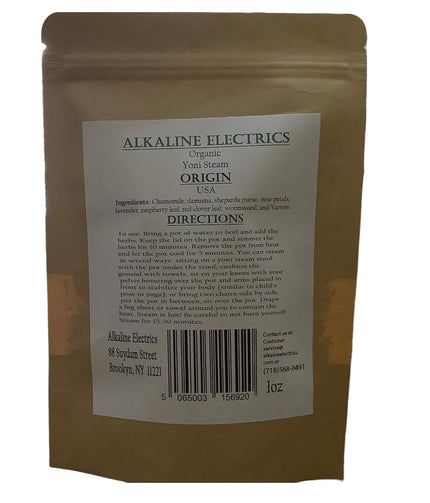 ALKALINE ELECTRICS
Organic
Yoni Steam
ORIGIN
USA
Ingredients: Chamomile, damiana, shepards purse, rose petals,
lavender, raspberry leaf, red clover leaf, wormwood, and Yarrow.
DIRECTIONS
To use: Bring a pot of water to boil and add the
herbs. Keep the lid on the pot and simmer the
herbs for 10 minutes. Remove the pot from heat
and let the pot cool for 3 minutes. You can steam
in several ways: sitting on a yoni steam stool
with the pot under the stool, cushion the
ground with towels, sit on your knees with your
pelvis hovering over the pot and arms placed in
front to stabilize your body (similar to child's
pose in yoga); or bring two chairs side by side,
put the pot in between, sit over the pot. Drape
a big sheet or towel around you to contain the
heat. Steam is hot! Be careful to not burn yourself.
Steam for 15-30 minutes.
Alkaline Electrics
88 Suydam Street
Brookyn, NY 11221
Contact us at:
Customer
service@
alkaineelectrics.
com or
(718)568-0491
5 065003 156920
1oz